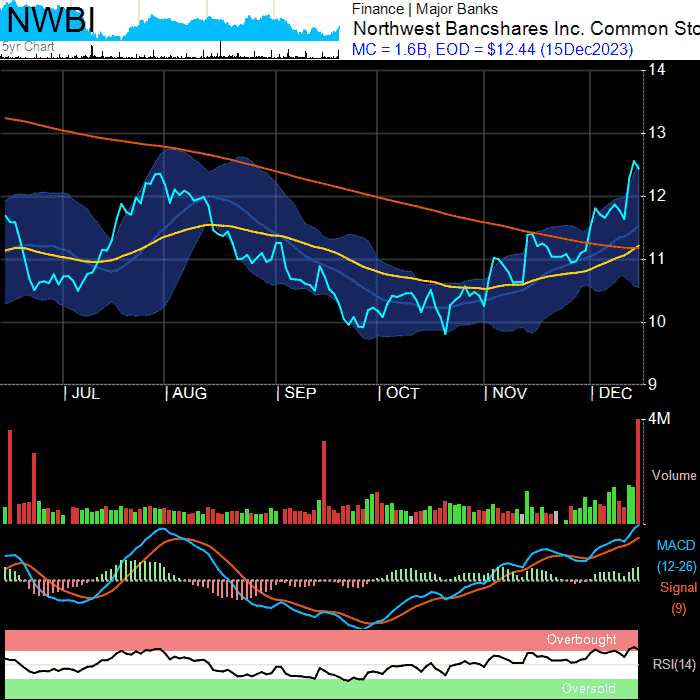 NWBI
5yr Chart
Finance | Major Banks
Northwest Bancshares Inc. Common Sto
MC = 1.6B, EOD = $12.44 (15Dec2023)
14
13
12
11
10
9
| JUL | AUG | SEP | OCT | NOV | DEC
4M
Volume
MACD
(12-26)
Signal
(9)
Overbought
RSI(14)
Oversold